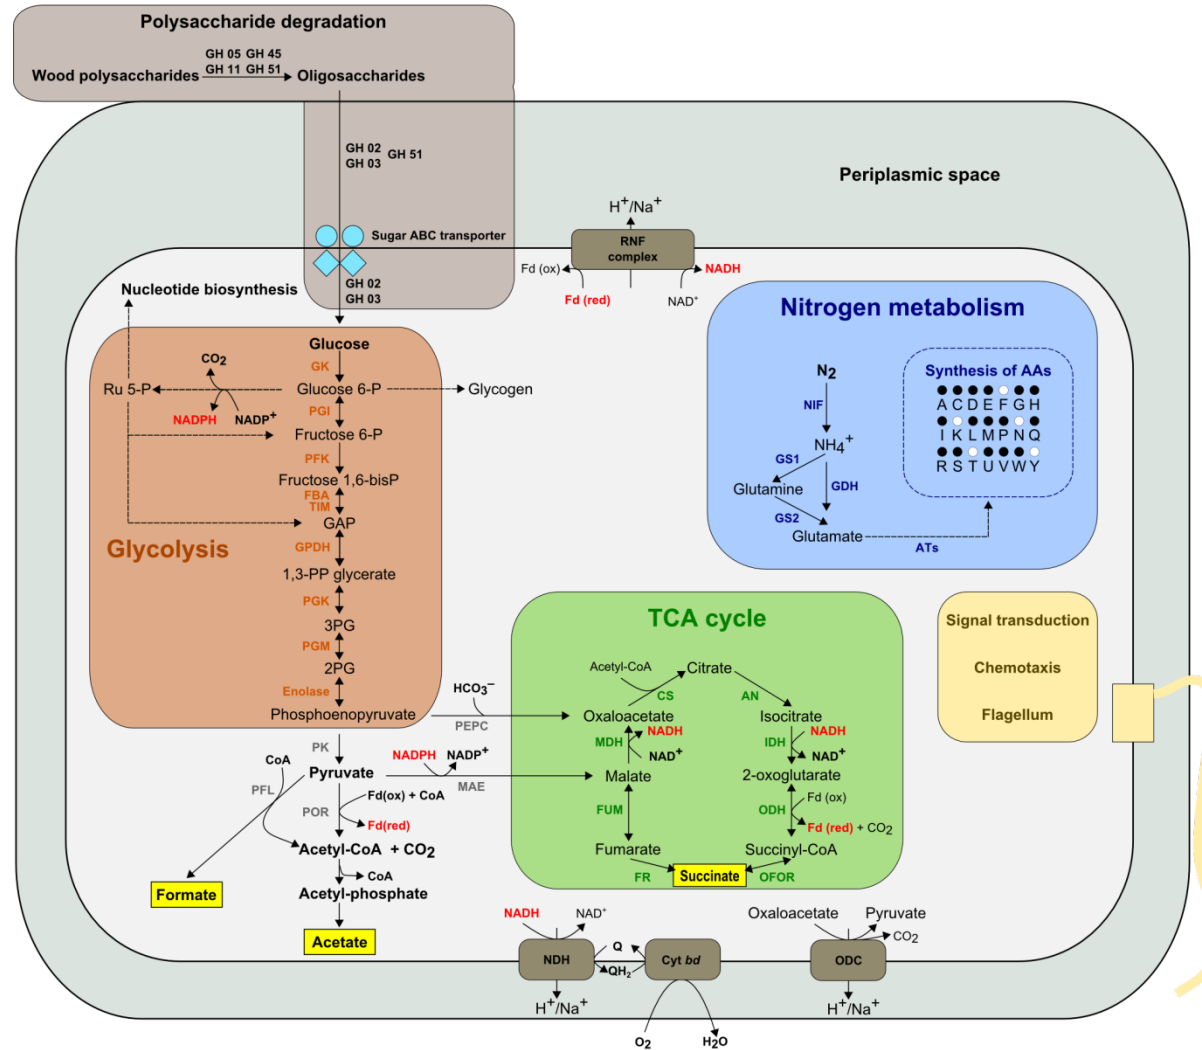 Polysaccharide degradation
GH 05 GH 45
Wood polysaccharides GH 11 GH 51 Oligosaccharides
GH 02
GH 03 GH 51
Periplasmic space
Sugar ABC transporter
GH 02
GH 03
H⁺/Na⁺
RNF
complex
Fd (ox)
Fd (red)
NADH
NAD⁺
Nucleotide biosynthesis
Glycolysis
Glucose
GK
Ru 5-P
CO₂
NADPH
NADP⁺
Glucose 6-P
Glycogen
PGI
Fructose 6-P
PFK
Fructose 1,6-bisP
FBA
TIM
GAP
GPDH
1,3-PP glycerate
PGK
3PG
PGM
2PG
Enolase
Phosphoenopyruvate
HCO₃⁻
PEPC
PK
Pyruvate
NADPH
NADP⁺
MAE
CoA
PFL
POR
Fd(ox) + CoA
Fd(red)
Acetyl-CoA + CO₂
CoA
Acetyl-phosphate
Formate
Acetate
Nitrogen metabolism
N₂
NIF
NH₄⁺
GS1
GDH
Glutamine
GS2
Glutamate
ATs
Synthesis of AAs
A C D E F G H
I K L M P N Q
R S T U V W Y
TCA cycle
Acetyl-CoA
Citrate
CS
AN
Oxaloacetate
Isocitrate
MDH
NADH
NAD⁺
IDH
NADH
NAD⁺
Malate
2-oxoglutarate
FUM
ODH
Fd (ox)
Fd (red) + CO₂
Fumarate
Succinyl-CoA
FR
Succinate
OFOR
Signal transduction
Chemotaxis
Flagellum
NADH
NAD⁺
NDH
Q
QH₂
Cyt bd
H⁺/Na⁺
O₂
H₂O
Oxaloacetate
Pyruvate
CO₂
ODC
H⁺/Na⁺